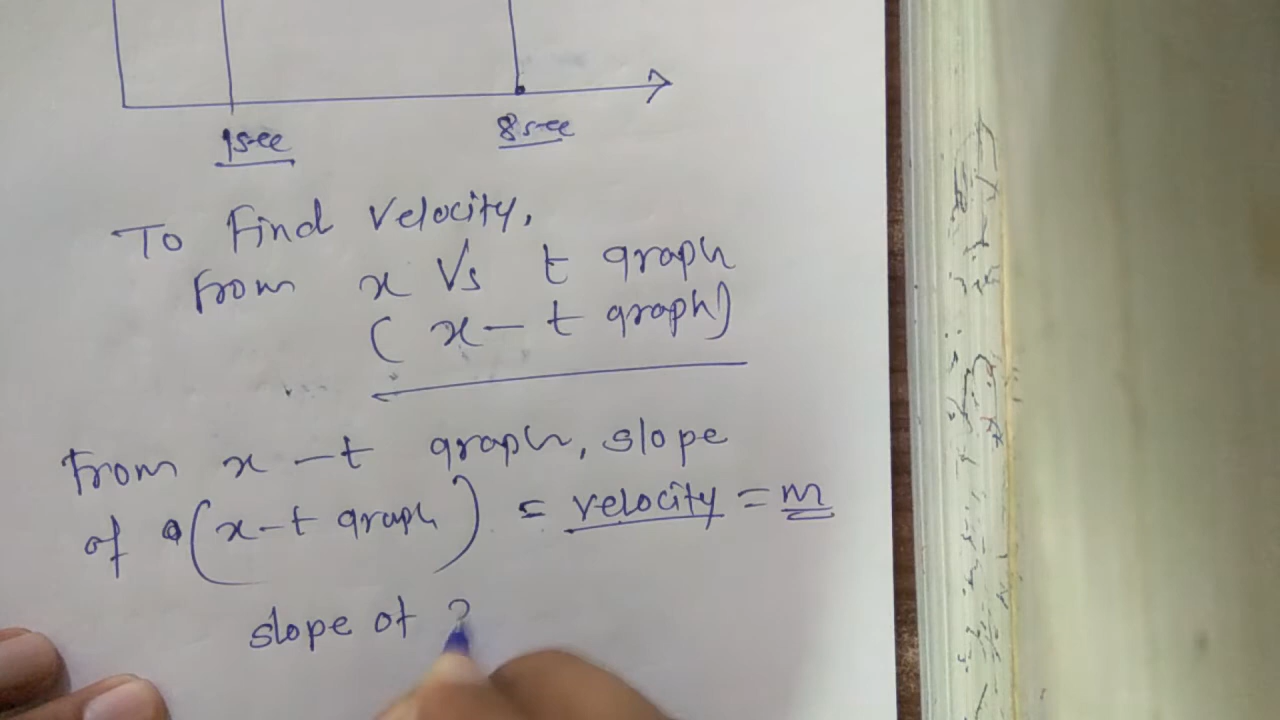 1sec
8sec
To Find velocity,
From x Vs t graph
( x - t graph)
From x - t graph, slope
of (x-t graph) = velocity = m
slope of